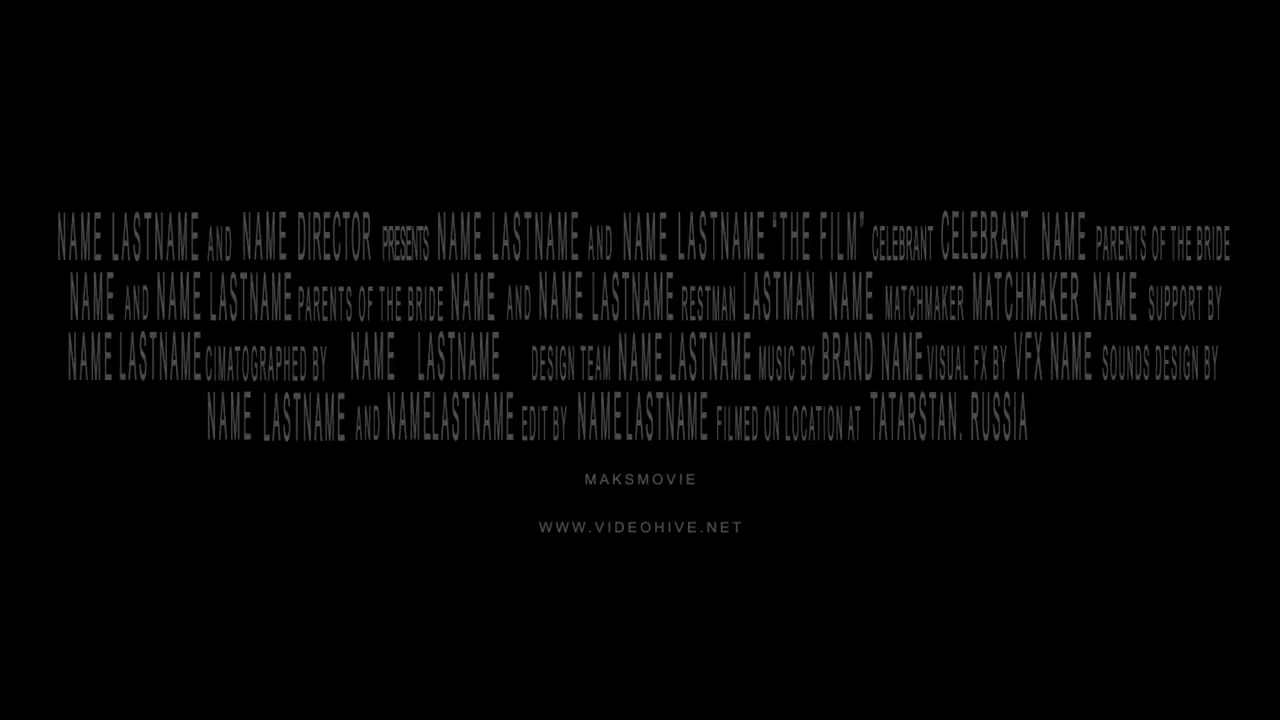 NAME LASTNAME AND NAME DIRECTOR PRESENTS NAME LASTNAME AND NAME LASTNAME “THE FILM” CELEBRANT CELEBRANT NAME PARENTS OF THE BRIDE
NAME AND NAME LASTNAME PARENTS OF THE BRIDE NAME AND NAME LASTNAME RESTMAN LASTMAN NAME MATCHMAKER MATCHMAKER NAME SUPPORT BY
NAME LASTNAME CIMATOGRAPHED BY NAME LASTNAME DESIGN TEAM NAME LASTNAME MUSIC BY BRAND NAME VISUAL FX BY VFX NAME SOUNDS DESIGN BY
NAME LASTNAME AND NAMELASTNAME EDIT BY NAMELASTNAME FILMED ON LOCATION AT TATARSTAN. RUSSIA
MAKSMOVIE
WWW.VIDEOHIVE.NET